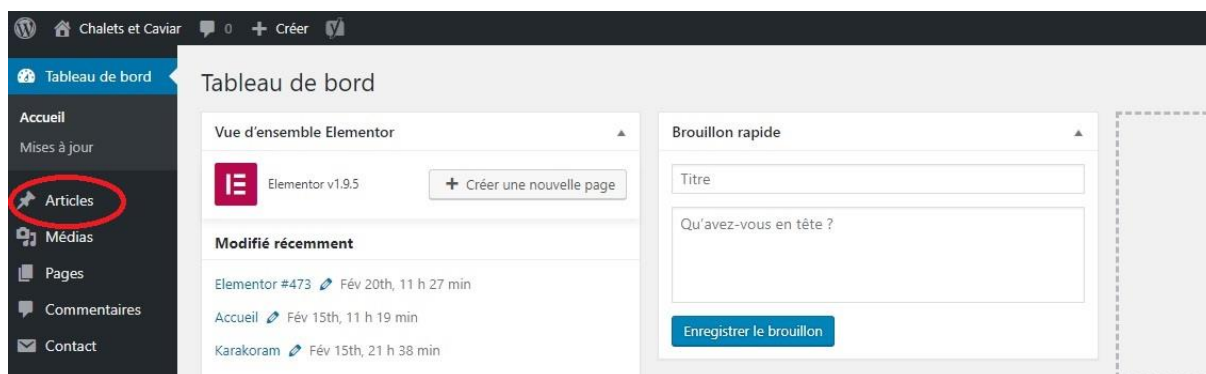 Chalets et Caviar 0 + Créer
Tableau de bord
Accueil
Mises à jour
Articles
Médias
Pages
Commentaires
Contact
Tableau de bord
Vue d'ensemble Elementor
Elementor v1.9.5
+ Créer une nouvelle page
Modifié récemment
Elementor #473 Fév 20th, 11 h 27 min
Accueil Fév 15th, 11 h 19 min
Karakoram Fév 15th, 21 h 38 min
Brouillon rapide
Titre
Qu'avez-vous en tête ?
Enregistrer le brouillon